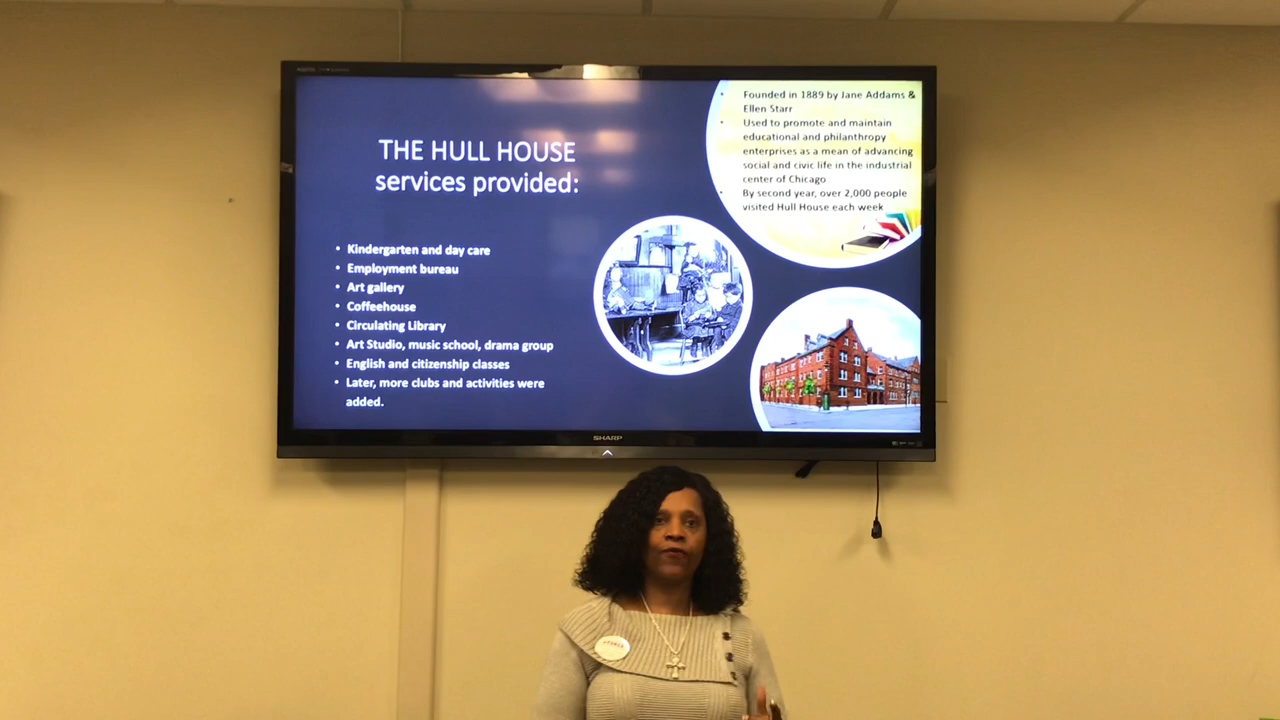 THE HULL HOUSE
services provided:
• Kindergarten and day care
• Employment bureau
• Art gallery
• Coffeehouse
• Circulating Library
• Art Studio, music school, drama group
• English and citizenship classes
• Later, more clubs and activities were
added.
• Founded in 1889 by Jane Addams &
Ellen Starr
• Used to promote and maintain
educational and philanthropy
enterprises as a mean of advancing
social and civic life in the industrial
center of Chicago
• By second year, over 2,000 people
visited Hull House each week
SHARP